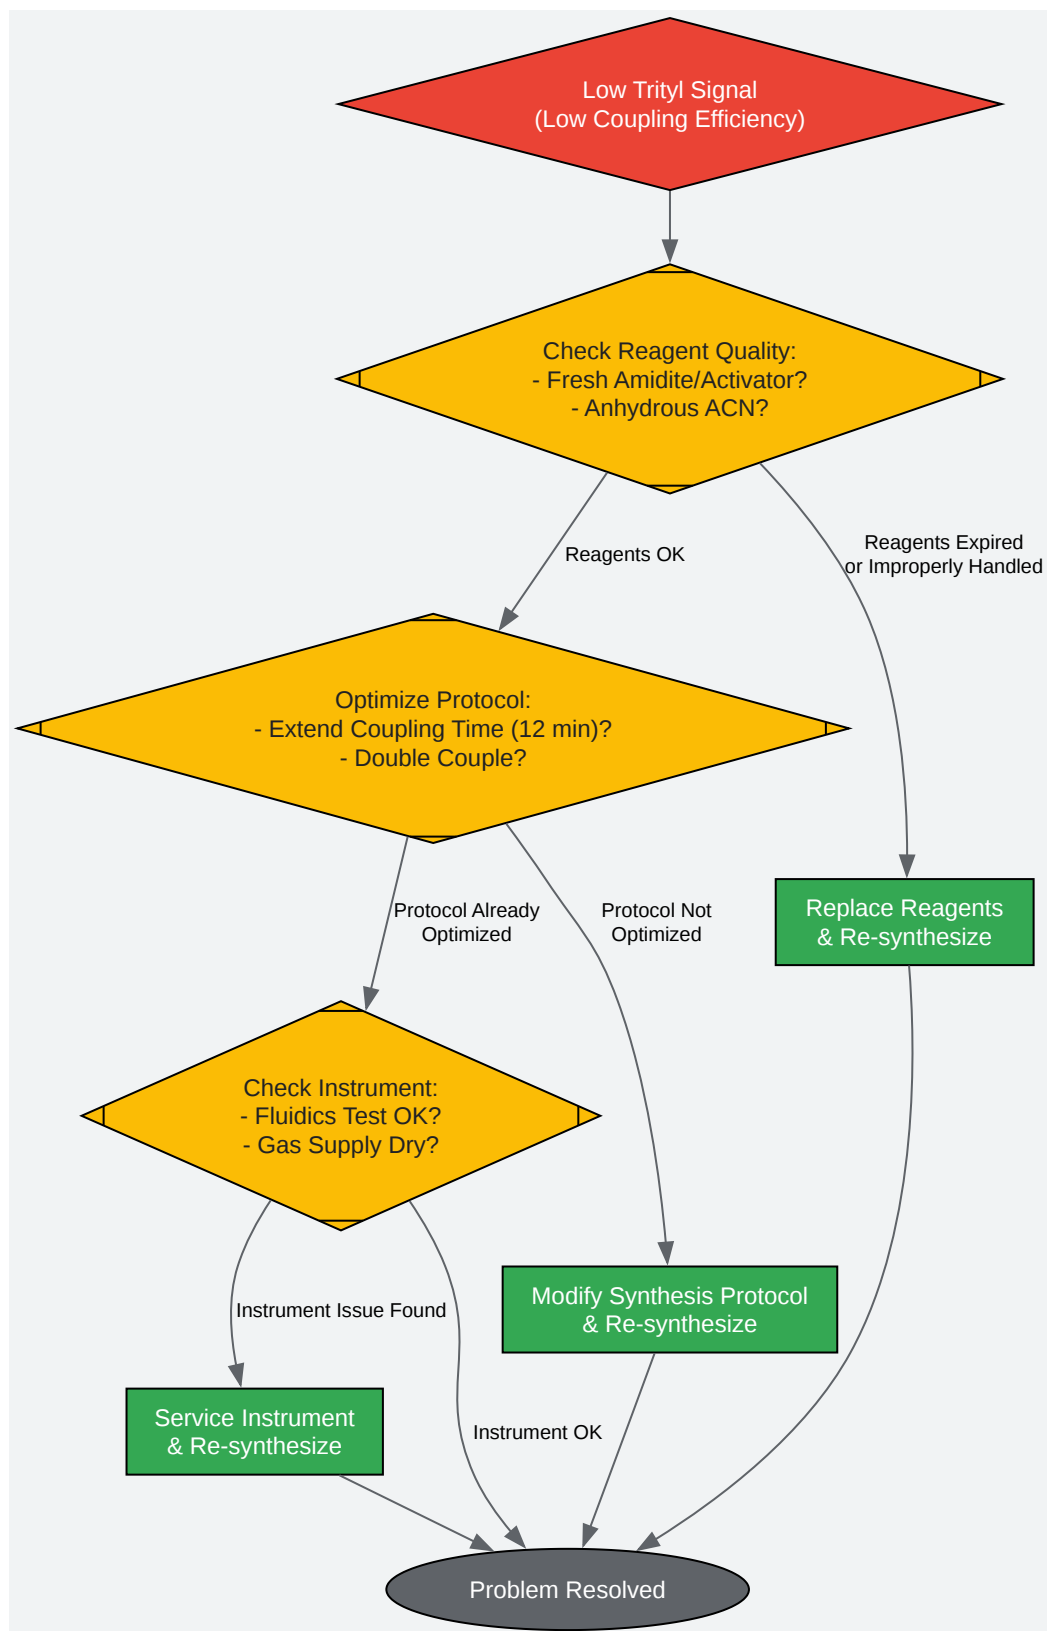 Low Trityl Signal
(Low Coupling Efficiency)
Check Reagent Quality:
- Fresh Amidite/Activator?
- Anhydrous ACN?
Reagents OK
Reagents Expired
or Improperly Handled
Optimize Protocol:
- Extend Coupling Time (12 min)?
- Double Couple?
Protocol Already
Optimized
Protocol Not
Optimized
Replace Reagents
& Re-synthesize
Check Instrument:
- Fluidics Test OK?
- Gas Supply Dry?
Instrument Issue Found
Modify Synthesis Protocol
& Re-synthesize
Service Instrument
& Re-synthesize
Instrument OK
Problem Resolved